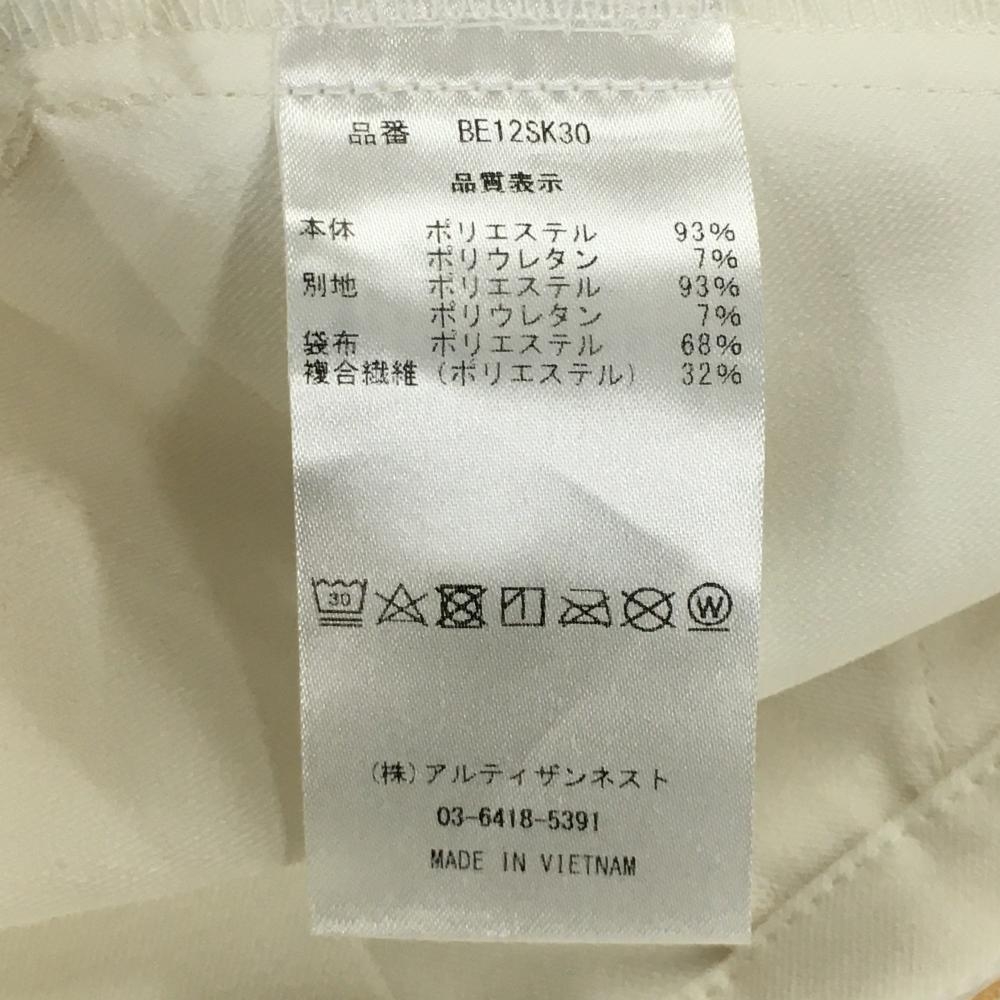 品番 BE12SK30
品質表示
本体 ポリエステル 93%
ポリウレタン 7%
別地 ポリエステル 93%
ポリウレタン 7%
袋布 ポリエステル 68%
複合繊維(ポリエステル) 32%
30 W
(株)アルティザンネスト
03-6418-5391
MADE IN VIETNAM